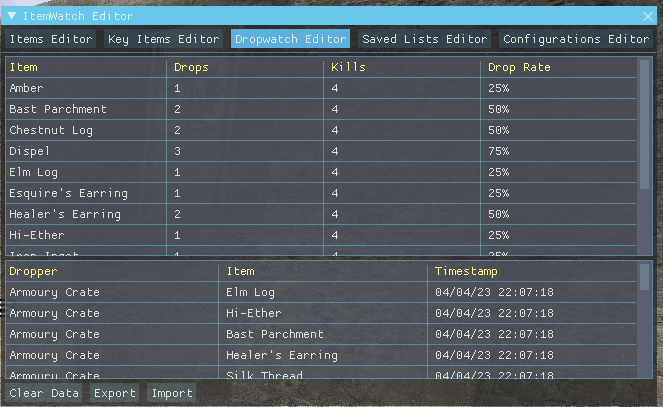 ▼ ItemWatch Editor
Items Editor Key Items Editor Dropwatch Editor Saved Lists Editor Configurations Editor
Item Drops Kills Drop Rate
Amber 1 4 25%
Bast Parchment 2 4 50%
Chestnut Log 2 4 50%
Dispel 3 4 75%
Elm Log 1 4 25%
Esquire's Earring 1 4 25%
Healer's Earring 2 4 50%
Hi-Ether 1 4 25%
Iron Ingot 1 4 25%
Dropper Item Timestamp
Armoury Crate Elm Log 04/04/23 22:07:18
Armoury Crate Hi-Ether 04/04/23 22:07:18
Armoury Crate Bast Parchment 04/04/23 22:07:18
Armoury Crate Healer's Earring 04/04/23 22:07:18
Armoury Crate Silk Thread 04/04/23 22:07:18
Clear Data Export Import